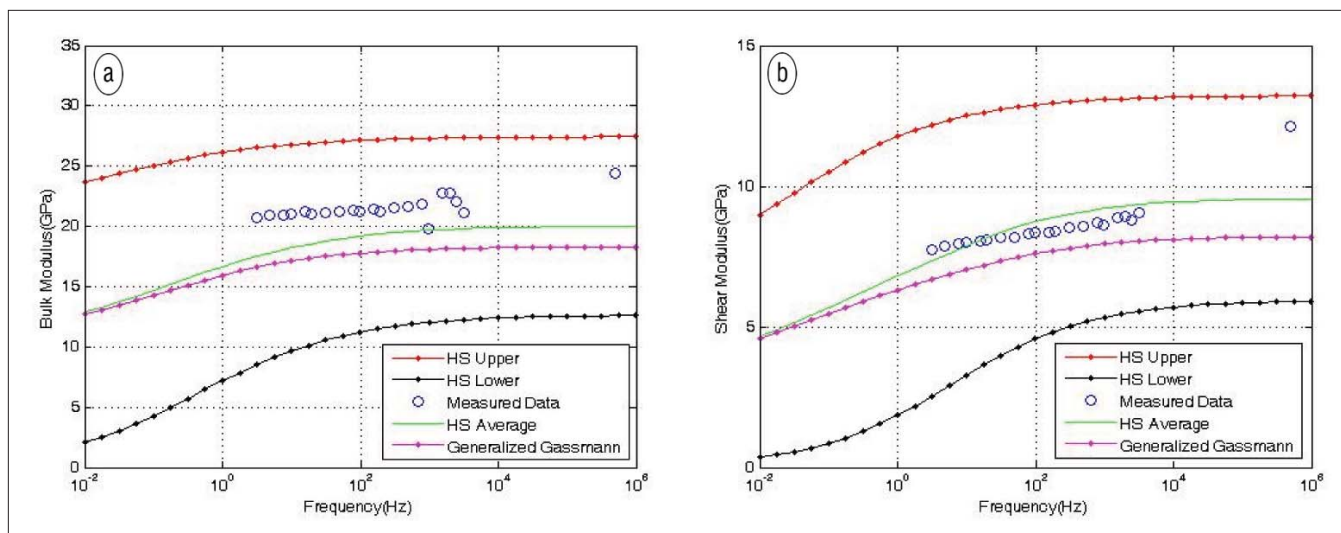 a
Bulk Modulus(GPa)
35
30
25
20
15
10
5
0
10^-2
10^0
10^2
10^4
10^6
Frequency(Hz)
HS Upper
HS Lower
Measured Data
HS Average
Generalized Gassmann
b
Shear Modulus(GPa)
15
10
5
0
10^-2
10^0
10^2
10^4
10^6
Frequency(Hz)
HS Upper
HS Lower
Measured Data
HS Average
Generalized Gassmann